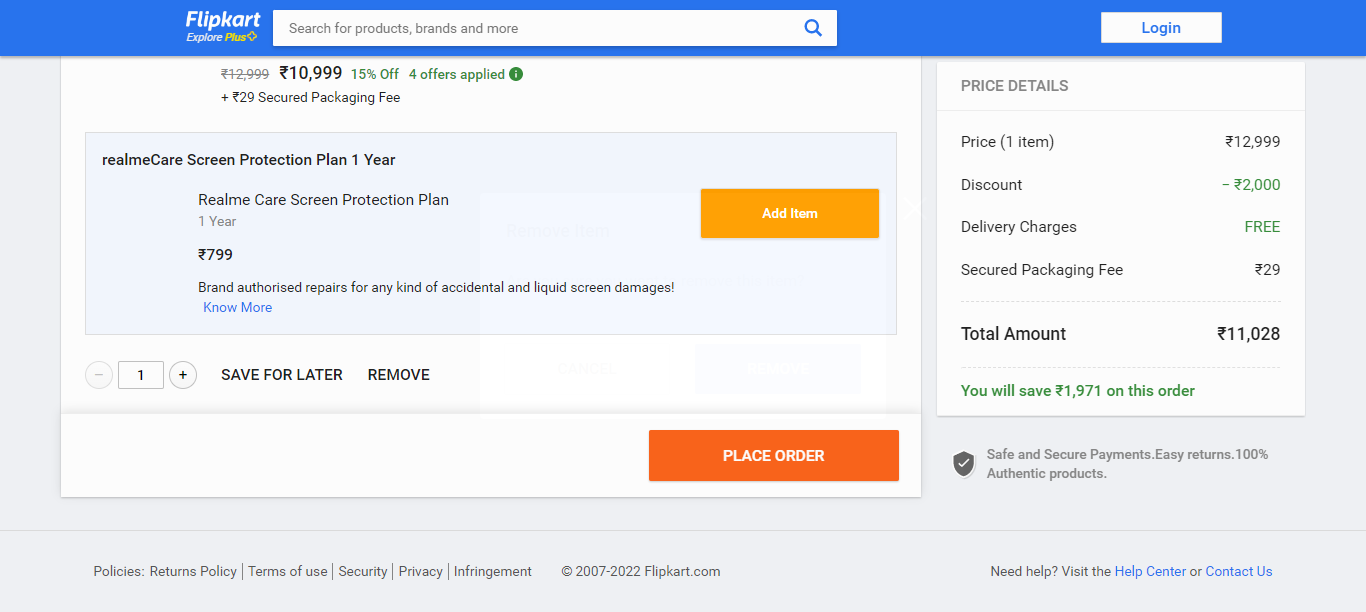 Flipkart
Explore Plus
Search for products, brands and more
Login
₹12,999 ₹10,999 15% Off 4 offers applied i
+ ₹29 Secured Packaging Fee
realmeCare Screen Protection Plan 1 Year
Realme Care Screen Protection Plan
1 Year
₹799
Add Item
Brand authorised repairs for any kind of accidental and liquid screen damages!
Know More
Remove Item
CANCEL
REMOVE
− 1 + SAVE FOR LATER REMOVE
PLACE ORDER
PRICE DETAILS
Price (1 item) ₹12,999
Discount − ₹2,000
Delivery Charges FREE
Secured Packaging Fee ₹29
Total Amount ₹11,028
You will save ₹1,971 on this order
Safe and Secure Payments.Easy returns.100%
Authentic products.
Policies: Returns Policy | Terms of use | Security | Privacy | Infringement © 2007-2022 Flipkart.com
Need help? Visit the Help Center or Contact Us